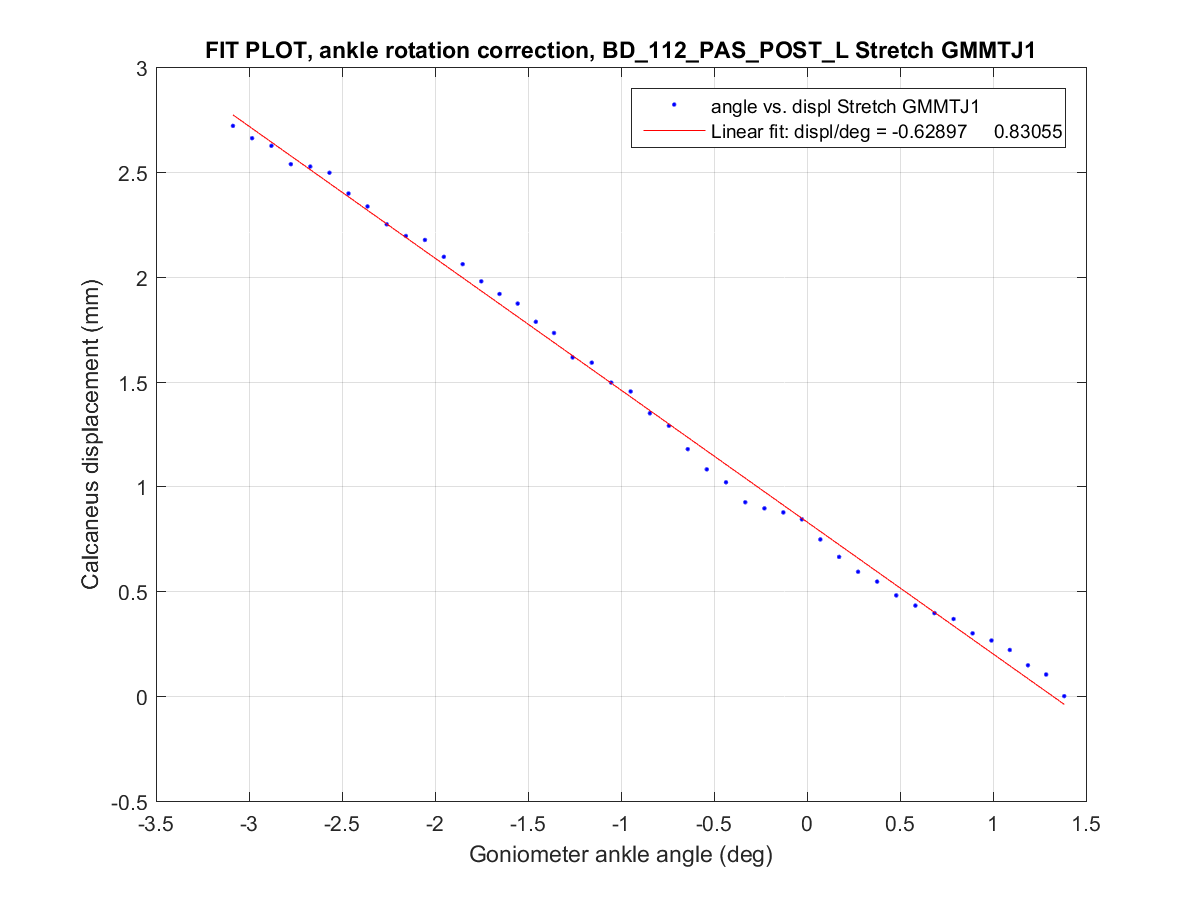 FIT PLOT, ankle rotation correction, BD_112_PAS_POST_L Stretch GMMTJ1
angle vs. displ Stretch GMMTJ1
Linear fit: displ/deg = -0.62897 0.83055
3
2.5
2
1.5
1
0.5
0
-0.5
Calcaneus displacement (mm)
-3.5 -3 -2.5 -2 -1.5 -1 -0.5 0 0.5 1 1.5
Goniometer ankle angle (deg)